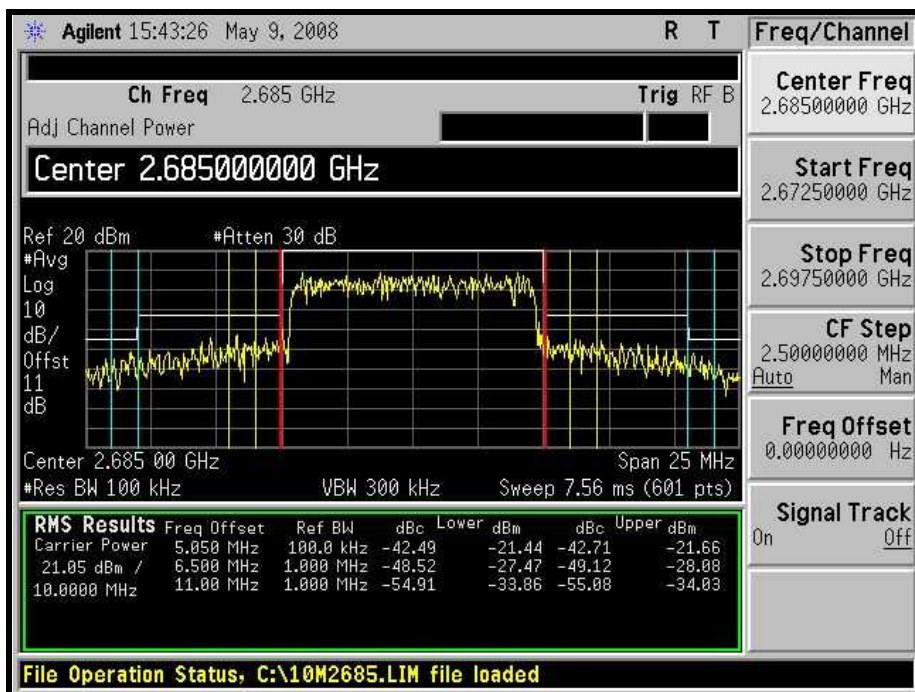 Agilent 15:43:26 May 9, 2008 R T
Freq/Channel
Ch Freq 2.685 GHz Trig RF B
Adj Channel Power
Center 2.685000000 GHz
Ref 20 dBm #Atten 30 dB
#Avg
Log
10
dB/
Offst
11
dB
Center 2.685 00 GHz Span 25 MHz
#Res BW 100 kHz VBW 300 kHz Sweep 7.56 ms (601 pts)
RMS Results Freq Offset Ref BW dBc Lower dBm dBc Upper dBm
Carrier Power 5.050 MHz 100.0 kHz -42.49 -21.44 -42.71 -21.66
21.05 dBm / 6.500 MHz 1.000 MHz -48.52 -27.47 -49.12 -28.08
10.0000 MHz 11.00 MHz 1.000 MHz -54.91 -33.86 -55.08 -34.03
File Operation Status, C:\10M2685.LIM file loaded
Center Freq
2.68500000 GHz
Start Freq
2.67250000 GHz
Stop Freq
2.69750000 GHz
CF Step
2.50000000 MHz
Auto Man
Freq Offset
0.00000000 Hz
Signal Track
On Off